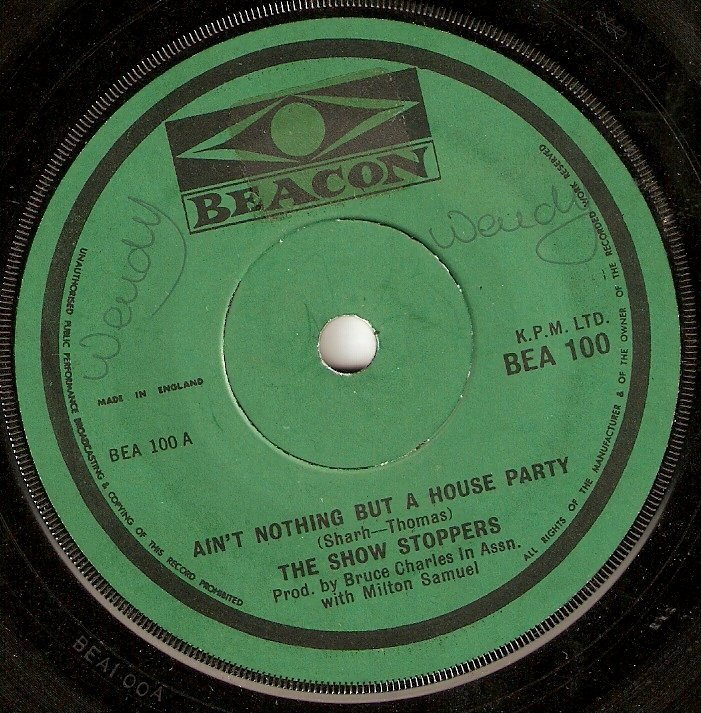 BEACON
Wendy
Wendy
K.P.M. LTD.
BEA 100
MADE IN ENGLAND
BEA 100 A
AIN'T NOTHING BUT A HOUSE PARTY
(Sharh—Thomas)
THE SHOW STOPPERS
Prod. by Bruce Charles In Assn.
with Milton Samuel
UNAUTHORISED PUBLIC PERFORMANCE BROADCASTING & COPYING OF THIS RECORD PROHIBITED
ALL RIGHTS OF THE MANUFACTURER & OF THE OWNER OF THE RECORDED WORK RESERVED
BEA100A